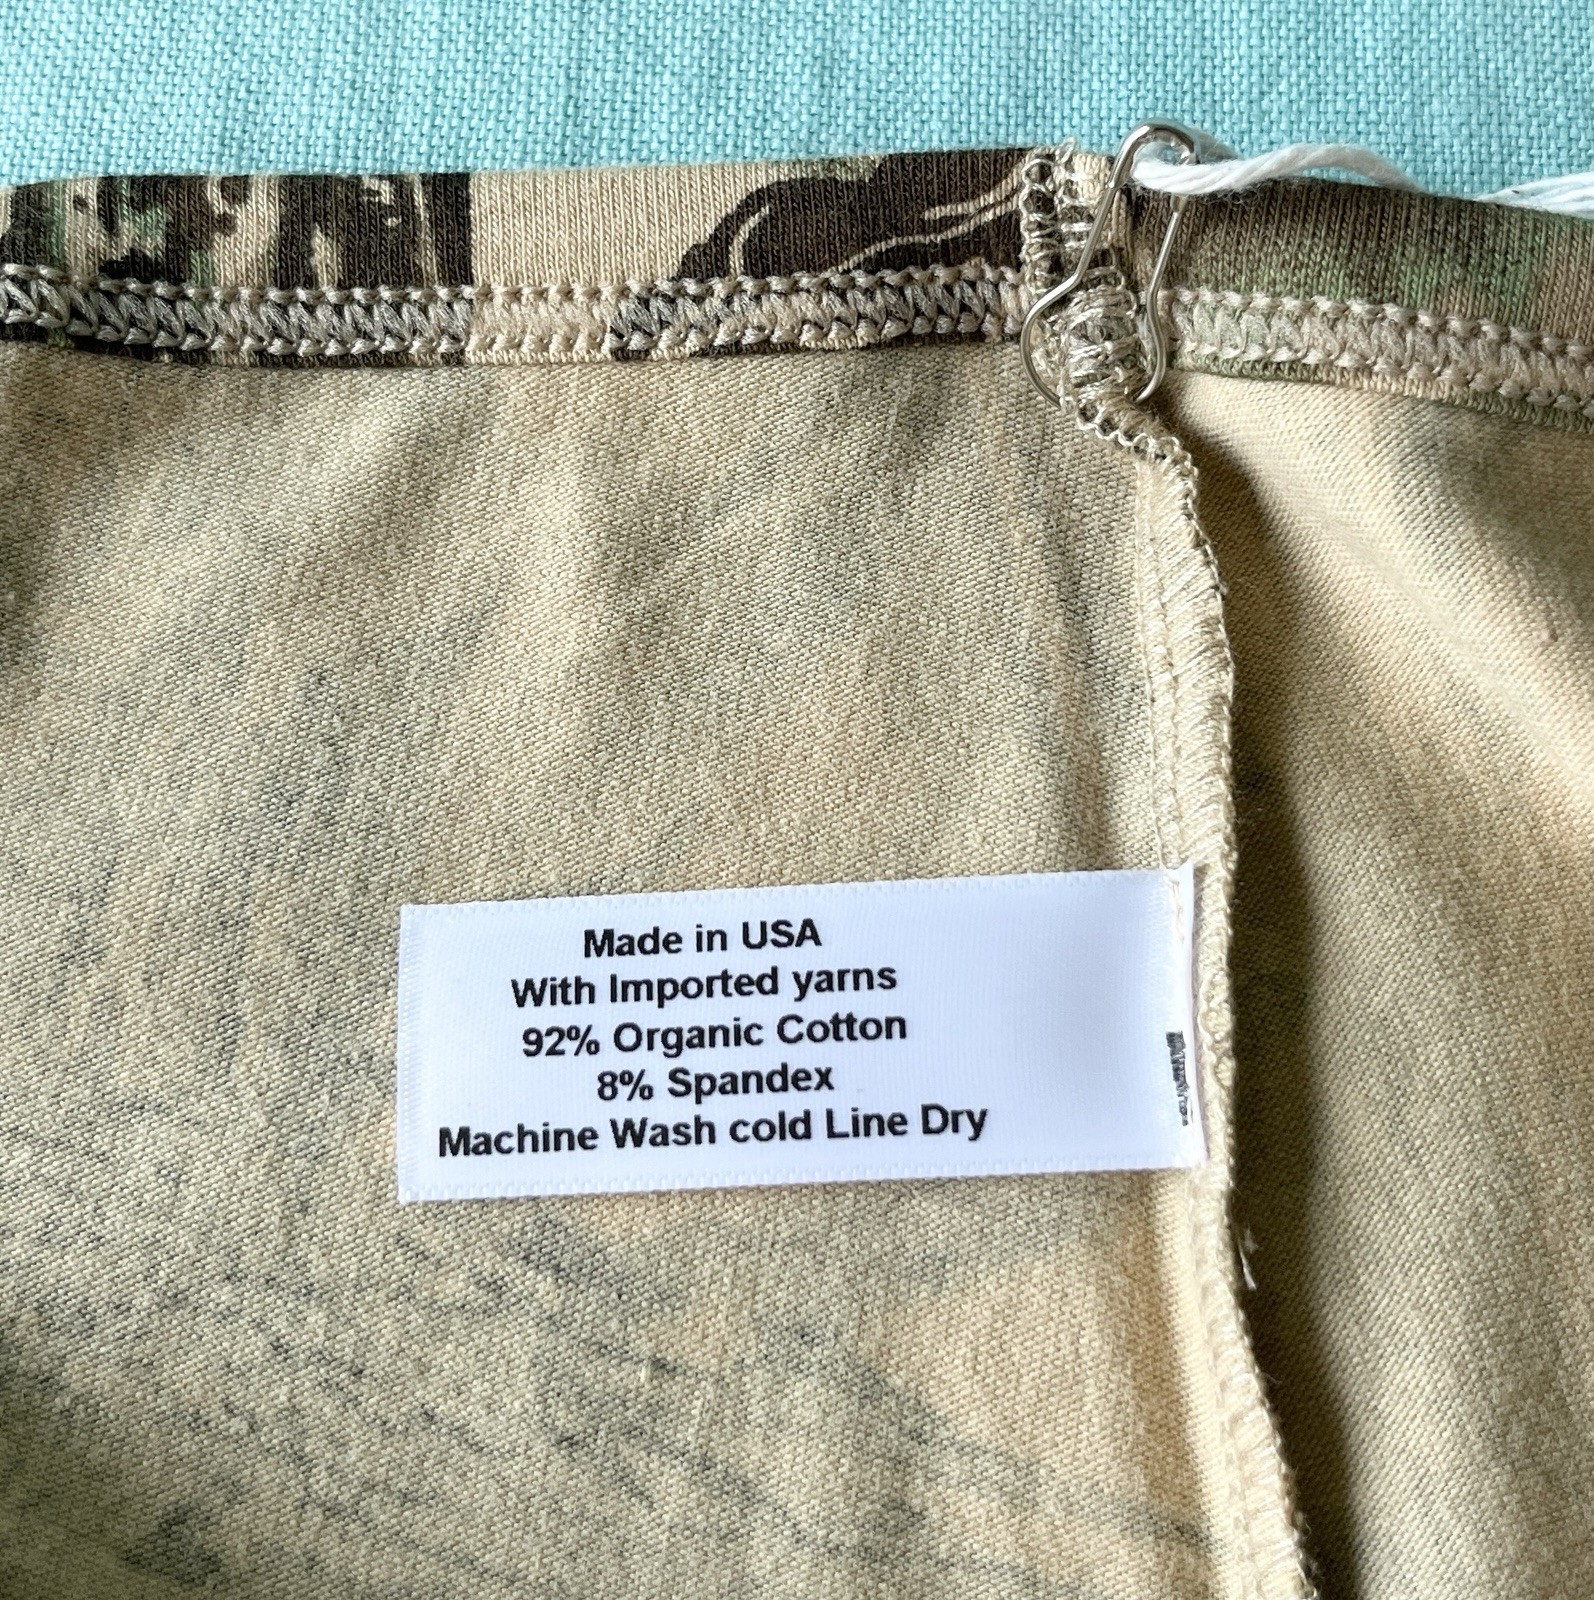 Made in USA
With Imported yarns
92% Organic Cotton
8% Spandex
Machine Wash cold Line Dry